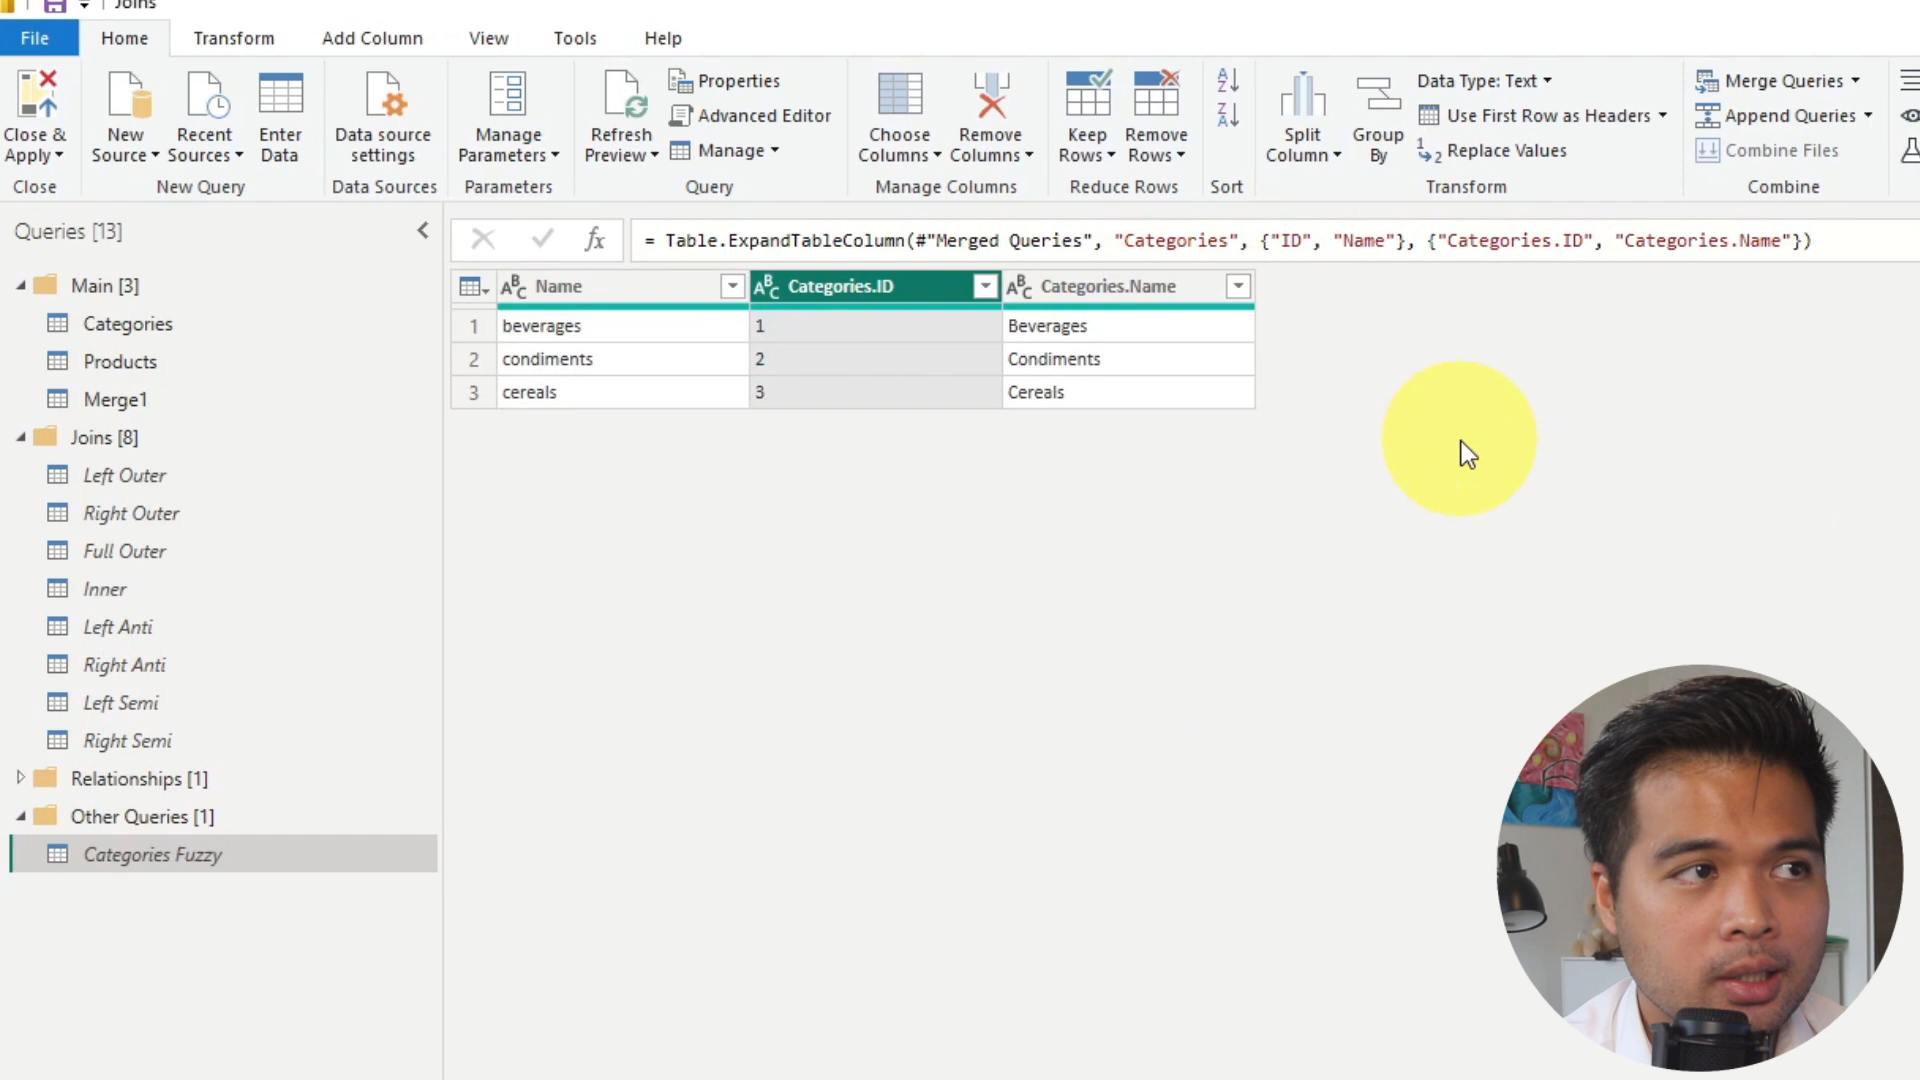 Joins
File Home Transform Add Column View Tools Help
Close & Apply
New Source
Recent Sources
Enter Data
Data source settings
Manage Parameters
Refresh Preview
Properties
Advanced Editor
Manage
Choose Columns
Remove Columns
Keep Rows
Remove Rows
Split Column
Group By
Data Type: Text
Use First Row as Headers
Replace Values
Merge Queries
Append Queries
Combine Files
Close New Query Data Sources Parameters Query Manage Columns Reduce Rows Sort Transform Combine
Queries [13]
= Table.ExpandTableColumn(#"Merged Queries", "Categories", {"ID", "Name"}, {"Categories.ID", "Categories.Name"})
Main [3]
Categories
Products
Merge1
Joins [8]
Left Outer
Right Outer
Full Outer
Inner
Left Anti
Right Anti
Left Semi
Right Semi
Relationships [1]
Other Queries [1]
Categories Fuzzy
ABC Name ABC Categories.ID ABC Categories.Name
1 beverages 1 Beverages
2 condiments 2 Condiments
3 cereals 3 Cereals